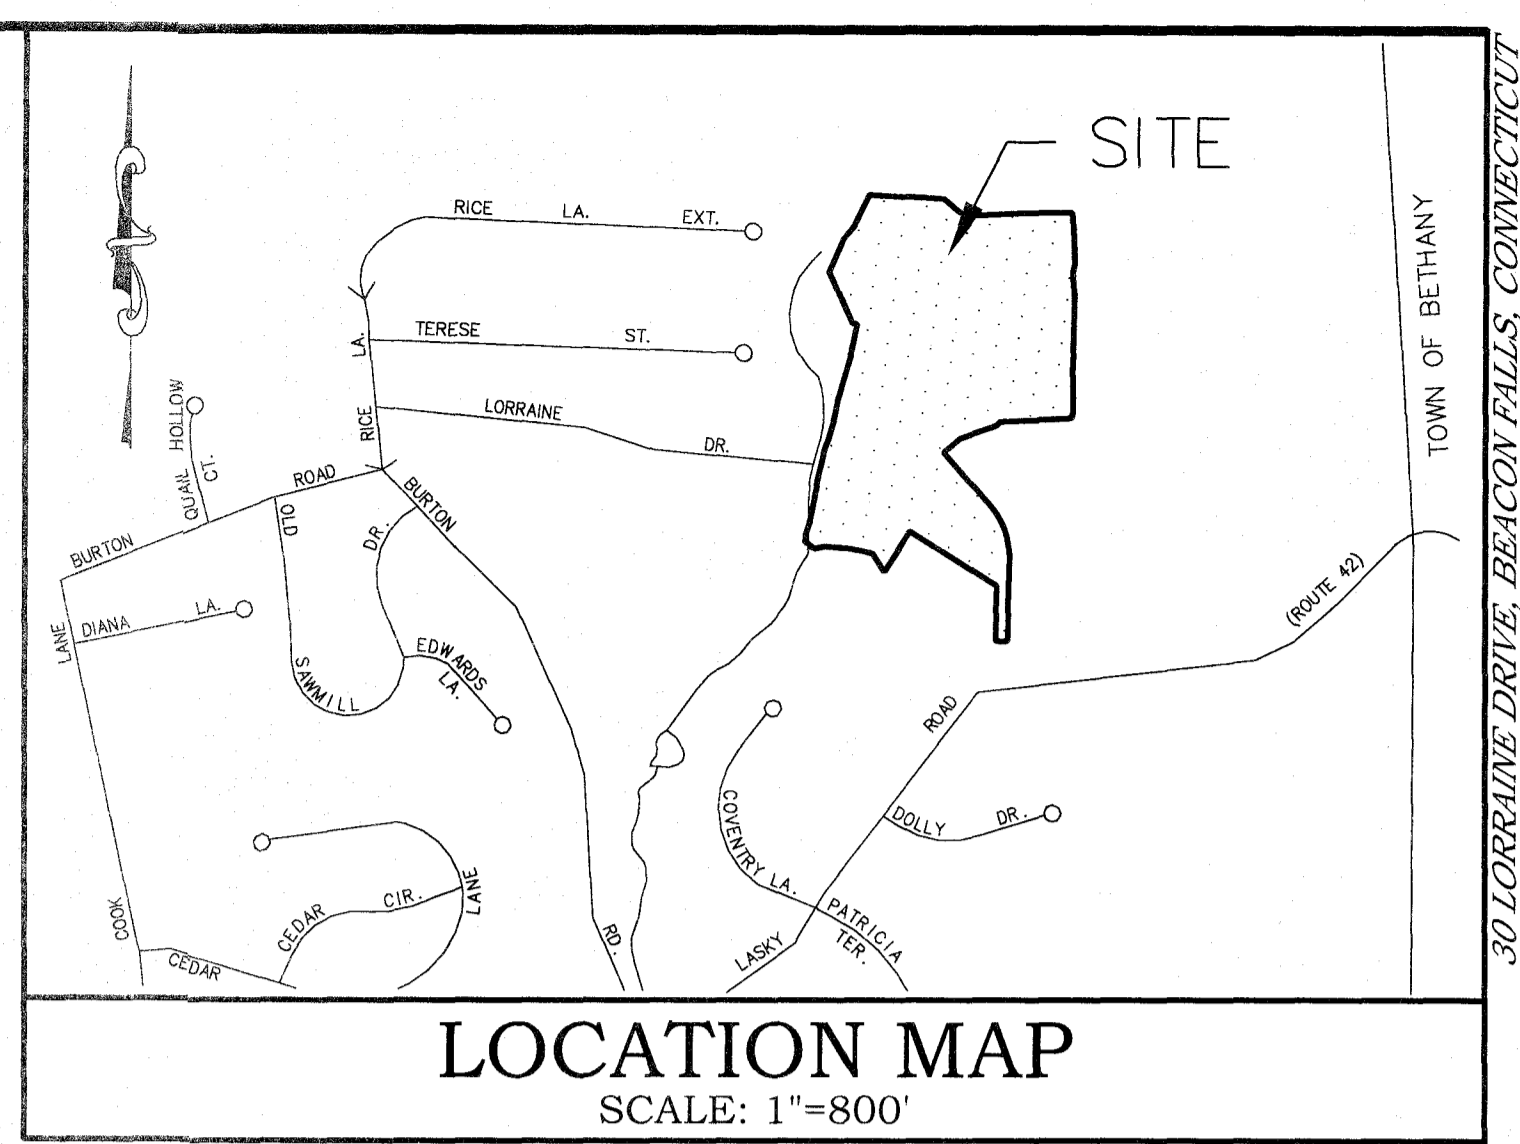 SITE
RICE LA. EXT.
TERESE ST.
LA.
RICE
LORRAINE DR.
QUAIL HOLLOW
CT.
BURTON ROAD
BURTON
RD.
OLD
SAWMILL
DR.
EDWARDS
LA.
DIANA LA.
LANE
COOK
CEDAR
CEDAR CIR.
LANE
COVENTRY LA.
LASKY
ROAD
(ROUTE 42)
DOLLY DR.
PATRICIA
TER.
TOWN OF BETHANY
30 LORRAINE DRIVE, BEACON FALLS, CONNECTICUT
LOCATION MAP
SCALE: 1"=800'